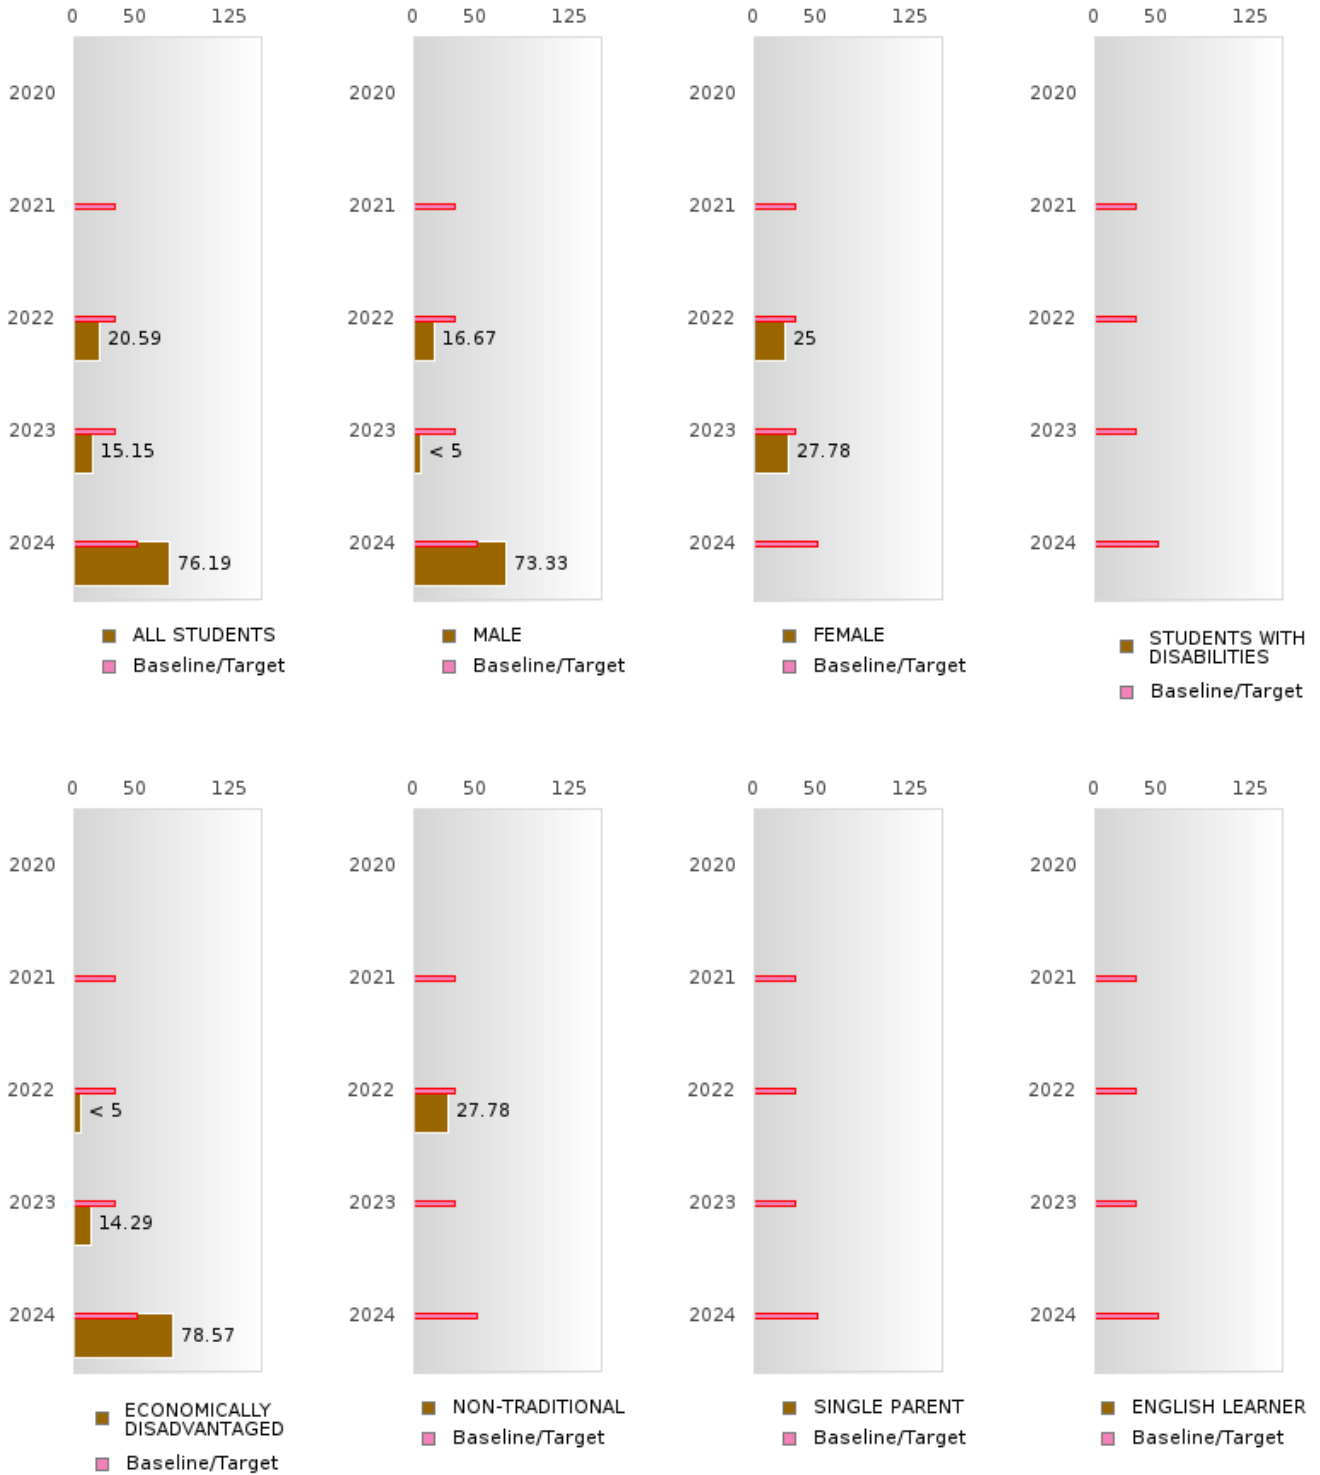 0 50 125 0 50 125 0 50 125 0 50 125
2020 2020 2020 2020
2021 2021 2021 2021
2022 20.59 2022 16.67 2022 25 2022
2023 15.15 2023 < 5 2023 27.78 2023
2024 76.19 2024 73.33 2024 2024
ALL STUDENTS
Baseline/Target
MALE
Baseline/Target
FEMALE
Baseline/Target
STUDENTS WITH
DISABILITIES
Baseline/Target
0 50 125 0 50 125 0 50 125 0 50 125
2020 2020 2020 2020
2021 2021 2021 2021
2022 < 5 2022 27.78 2022 2022
2023 14.29 2023 2023 2023
2024 78.57 2024 2024 2024
ECONOMICALLY
DISADVANTAGED
Baseline/Target
NON-TRADITIONAL
Baseline/Target
SINGLE PARENT
Baseline/Target
ENGLISH LEARNER
Baseline/Target